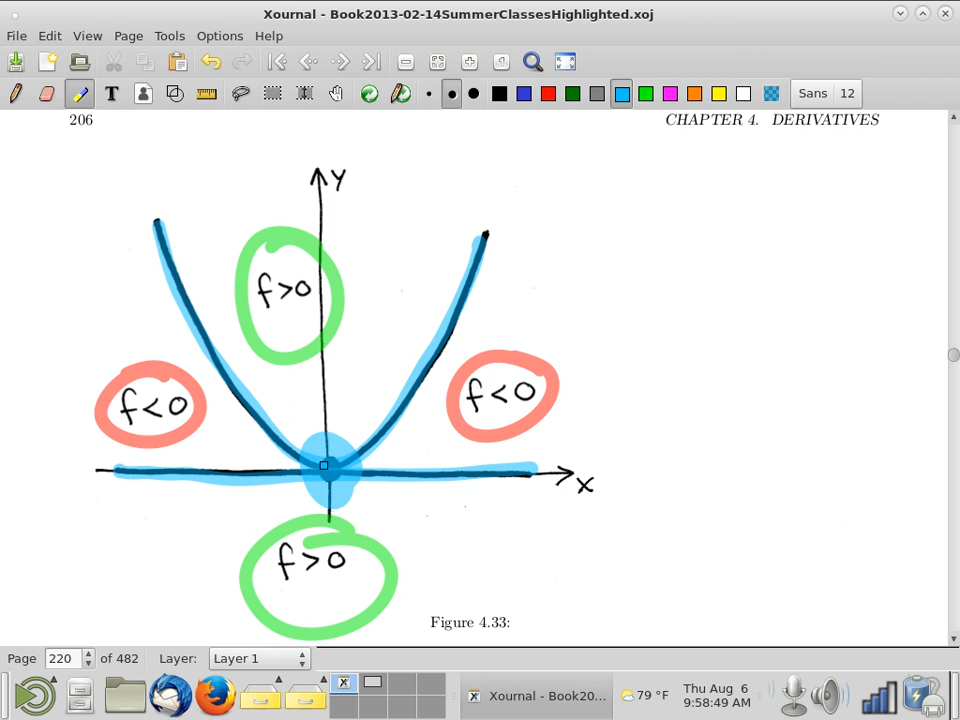 Xournal - Book2013-02-14SummerClassesHighlighted.xoj
File Edit View Page Tools Options Help
T Sans 12
206 CHAPTER 4. DERIVATIVES
Y
f>0
f<0 f<0
X
f>0
Figure 4.33:
Page 220 of 482 Layer: Layer 1
Xournal - Book20... 79 °F Thu Aug 6
9:58:49 AM